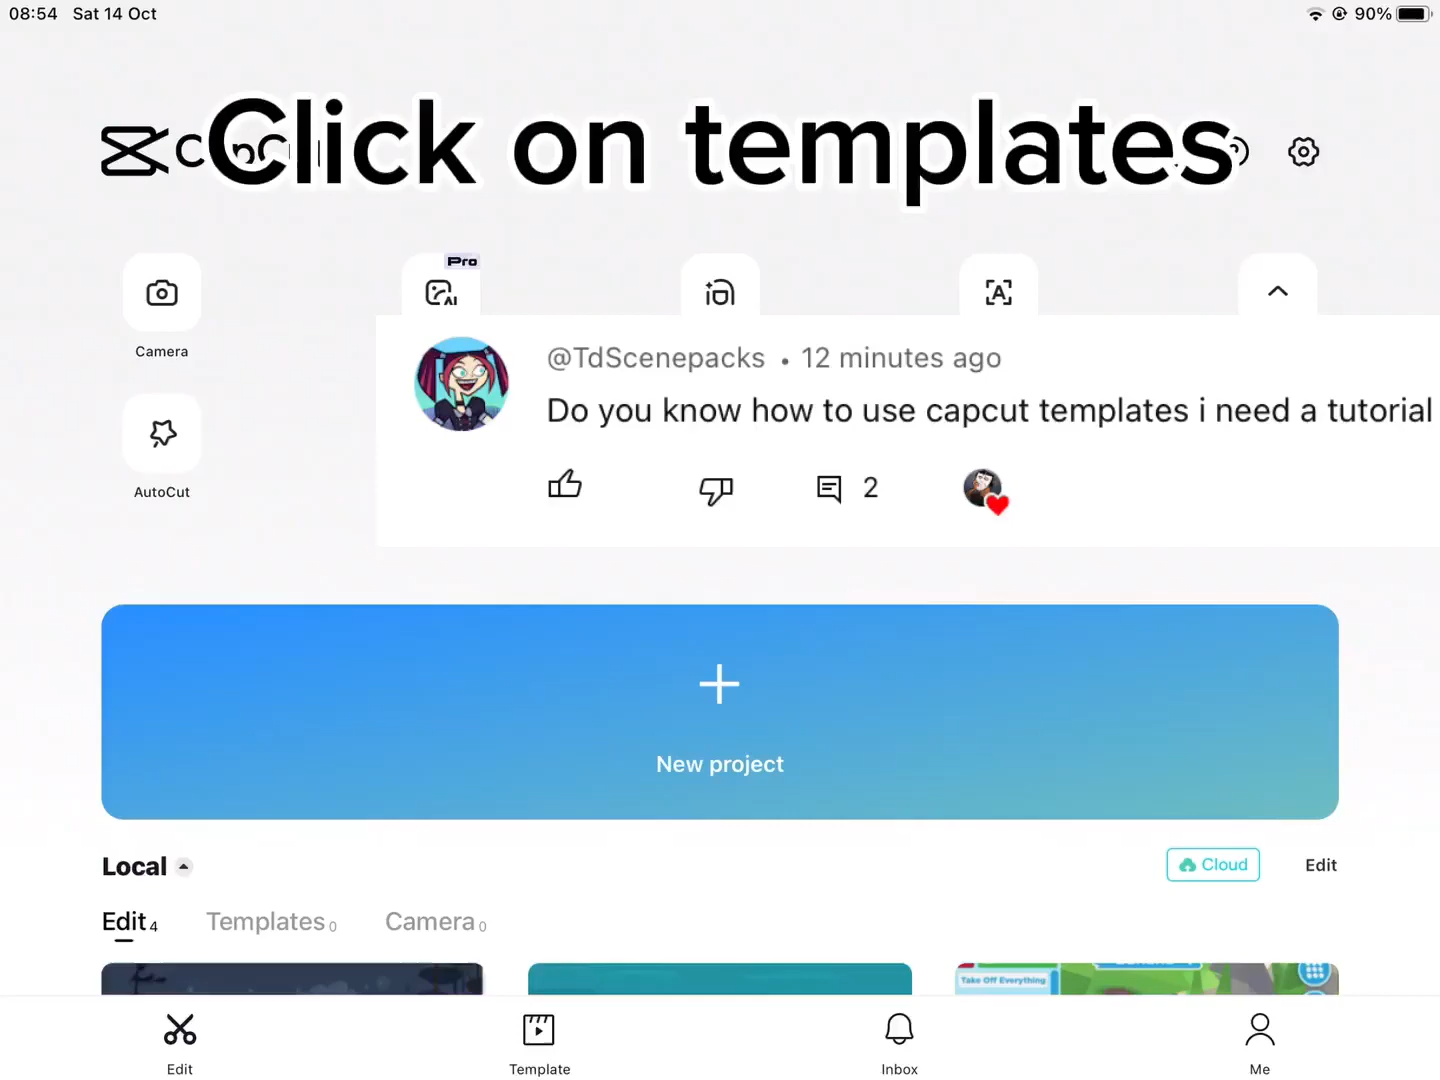 08:54 Sat 14 Oct
90%
Click on templates
Pro
AI
A
Camera
@TdScenepacks • 12 minutes ago
Do you know how to use capcut templates i need a tutorial
2
AutoCut
New project
Local
Cloud
Edit
Edit 4
Templates 0
Camera 0
Take Off Everything
Edit
Template
Inbox
Me